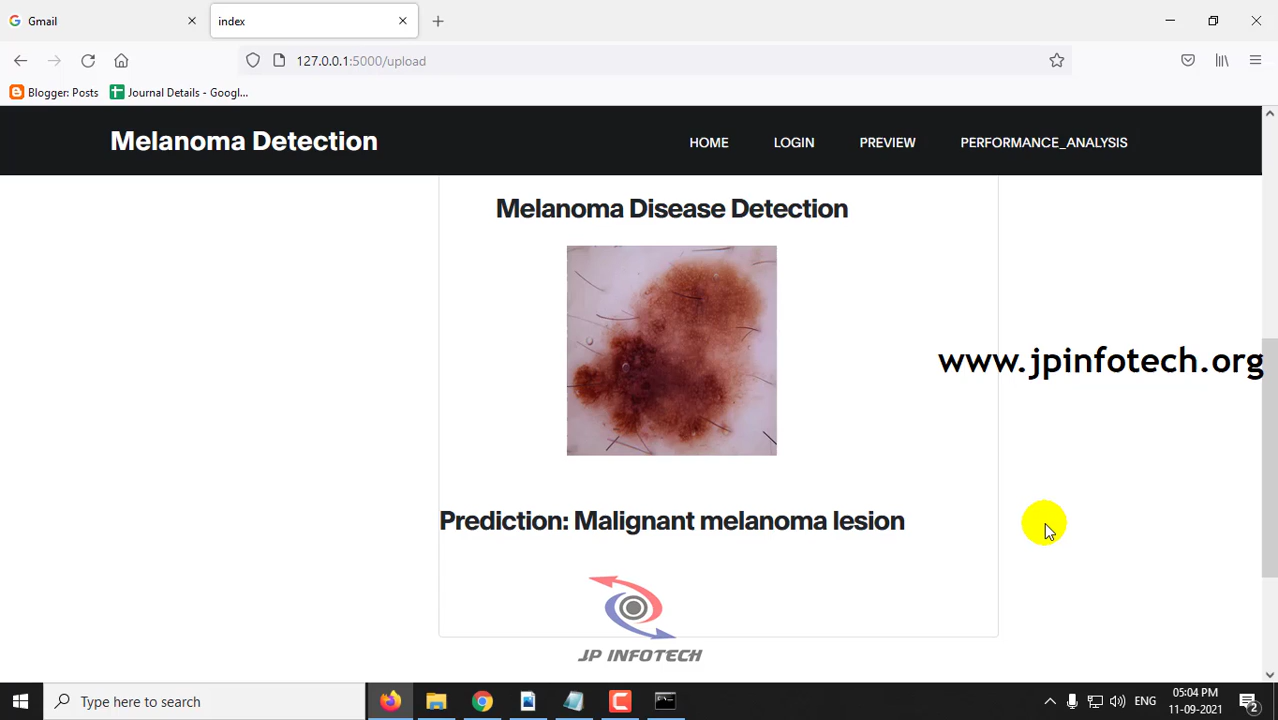 Gmail
index
127.0.0.1:5000/upload
Blogger: Posts
Journal Details - Googl...
Melanoma Detection
HOME
LOGIN
PREVIEW
PERFORMANCE_ANALYSIS
Melanoma Disease Detection
www.jpinfotech.org
Prediction: Malignant melanoma lesion
JP INFOTECH
Type here to search
ENG
05:04 PM
11-09-2021
2